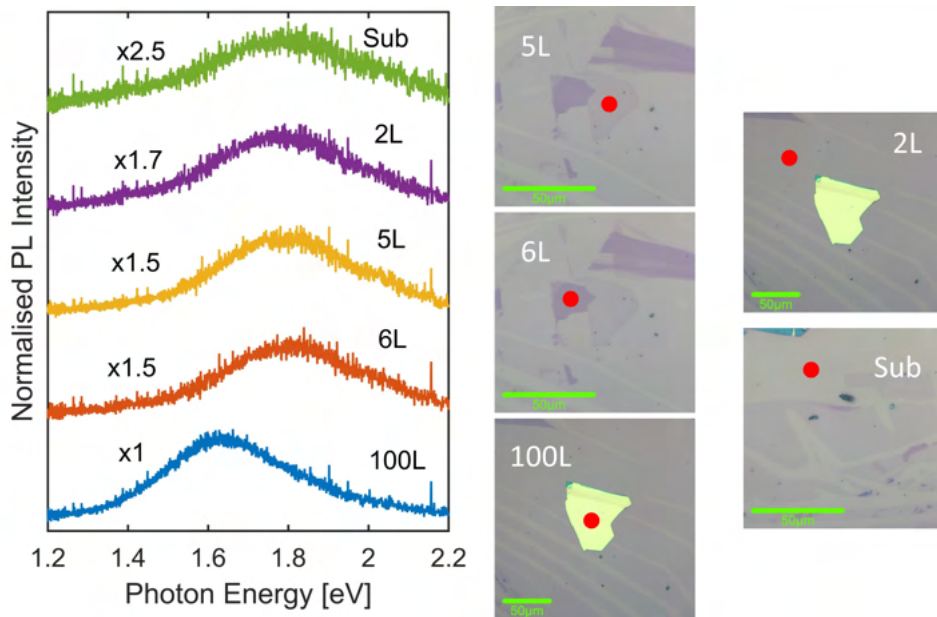 Normalised PL Intensity
x2.5
Sub
x1.7
2L
x1.5
5L
x1.5
6L
x1
100L
1.2
1.4
1.6
1.8
2
2.2
Photon Energy [eV]
5L
50µm
6L
50µm
100L
50µm
2L
50µm
Sub
50µm